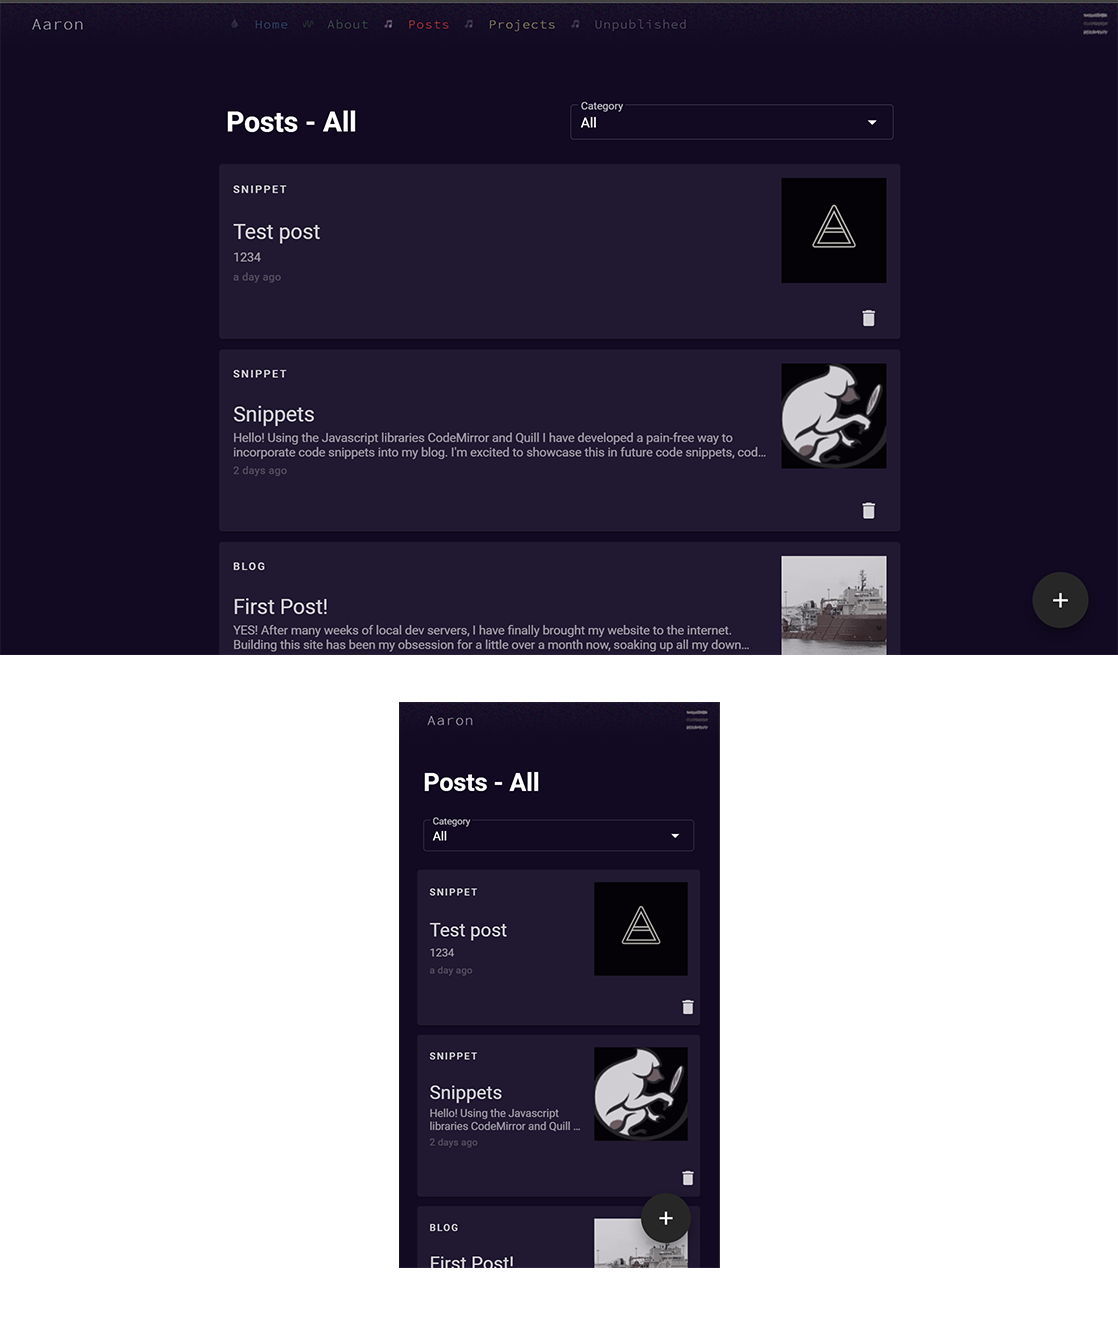 Aaron
Home About Posts Projects Unpublished
Posts - All
Category
All
SNIPPET
Test post
1234
a day ago
SNIPPET
Snippets
Hello! Using the Javascript libraries CodeMirror and Quill I have developed a pain-free way to
incorporate code snippets into my blog. I'm excited to showcase this in future code snippets, cod...
2 days ago
BLOG
First Post!
YES! After many weeks of local dev servers, I have finally brought my website to the internet.
Building this site has been my obsession for a little over a month now, soaking up all my down...
Aaron
Posts - All
Category
All
SNIPPET
Test post
1234
a day ago
SNIPPET
Snippets
Hello! Using the Javascript
libraries CodeMirror and Quill ...
2 days ago
BLOG
First Post!